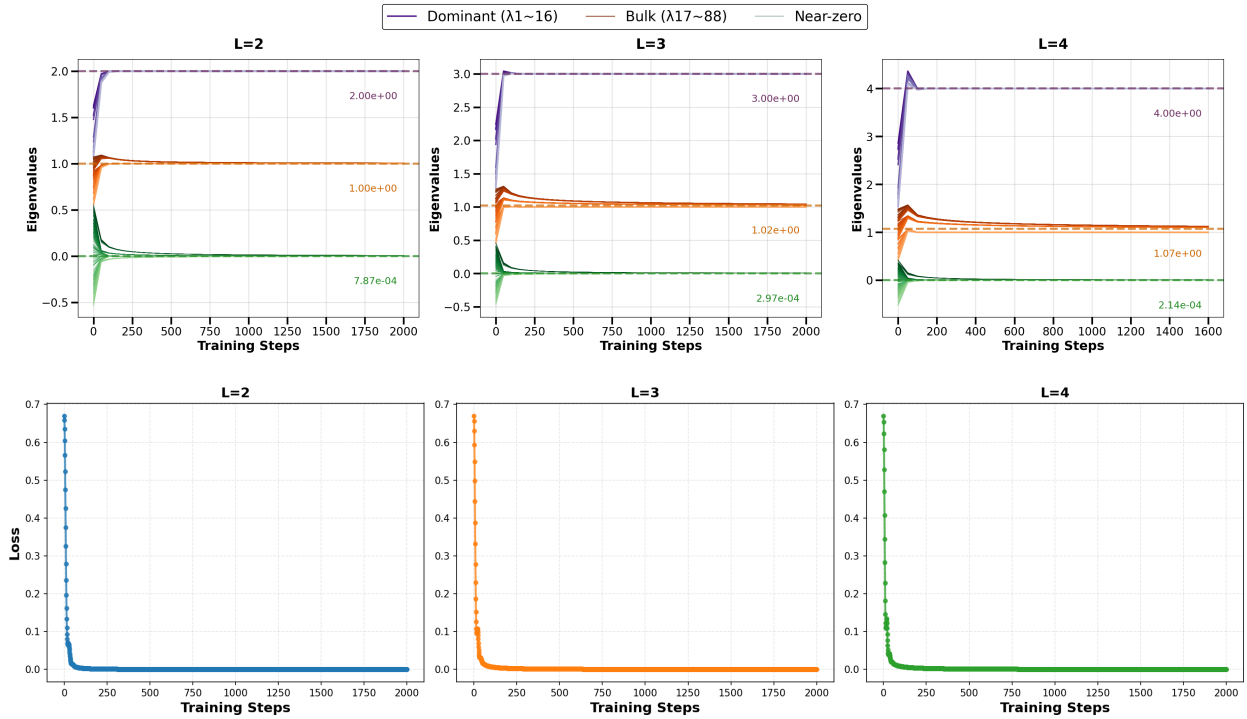 Dominant (λ1~16) Bulk (λ17~88) Near-zero
L=2
L=3
L=4
Eigenvalues
2.0
1.5
1.0
0.5
0.0
−0.5
2.00e+00
1.00e+00
7.87e-04
0 250 500 750 1000 1250 1500 1750 2000
Training Steps
Eigenvalues
3.0
2.5
2.0
1.5
1.0
0.5
0.0
−0.5
3.00e+00
1.02e+00
2.97e-04
0 250 500 750 1000 1250 1500 1750 2000
Training Steps
Eigenvalues
4
3
2
1
0
4.00e+00
1.07e+00
2.14e-04
0 200 400 600 800 1000 1200 1400 1600
Training Steps
L=2
L=3
L=4
Loss
0.7
0.6
0.5
0.4
0.3
0.2
0.1
0.0
0 250 500 750 1000 1250 1500 1750 2000
Training Steps
0.7
0.6
0.5
0.4
0.3
0.2
0.1
0.0
0 250 500 750 1000 1250 1500 1750 2000
Training Steps
0.7
0.6
0.5
0.4
0.3
0.2
0.1
0.0
0 250 500 750 1000 1250 1500 1750 2000
Training Steps